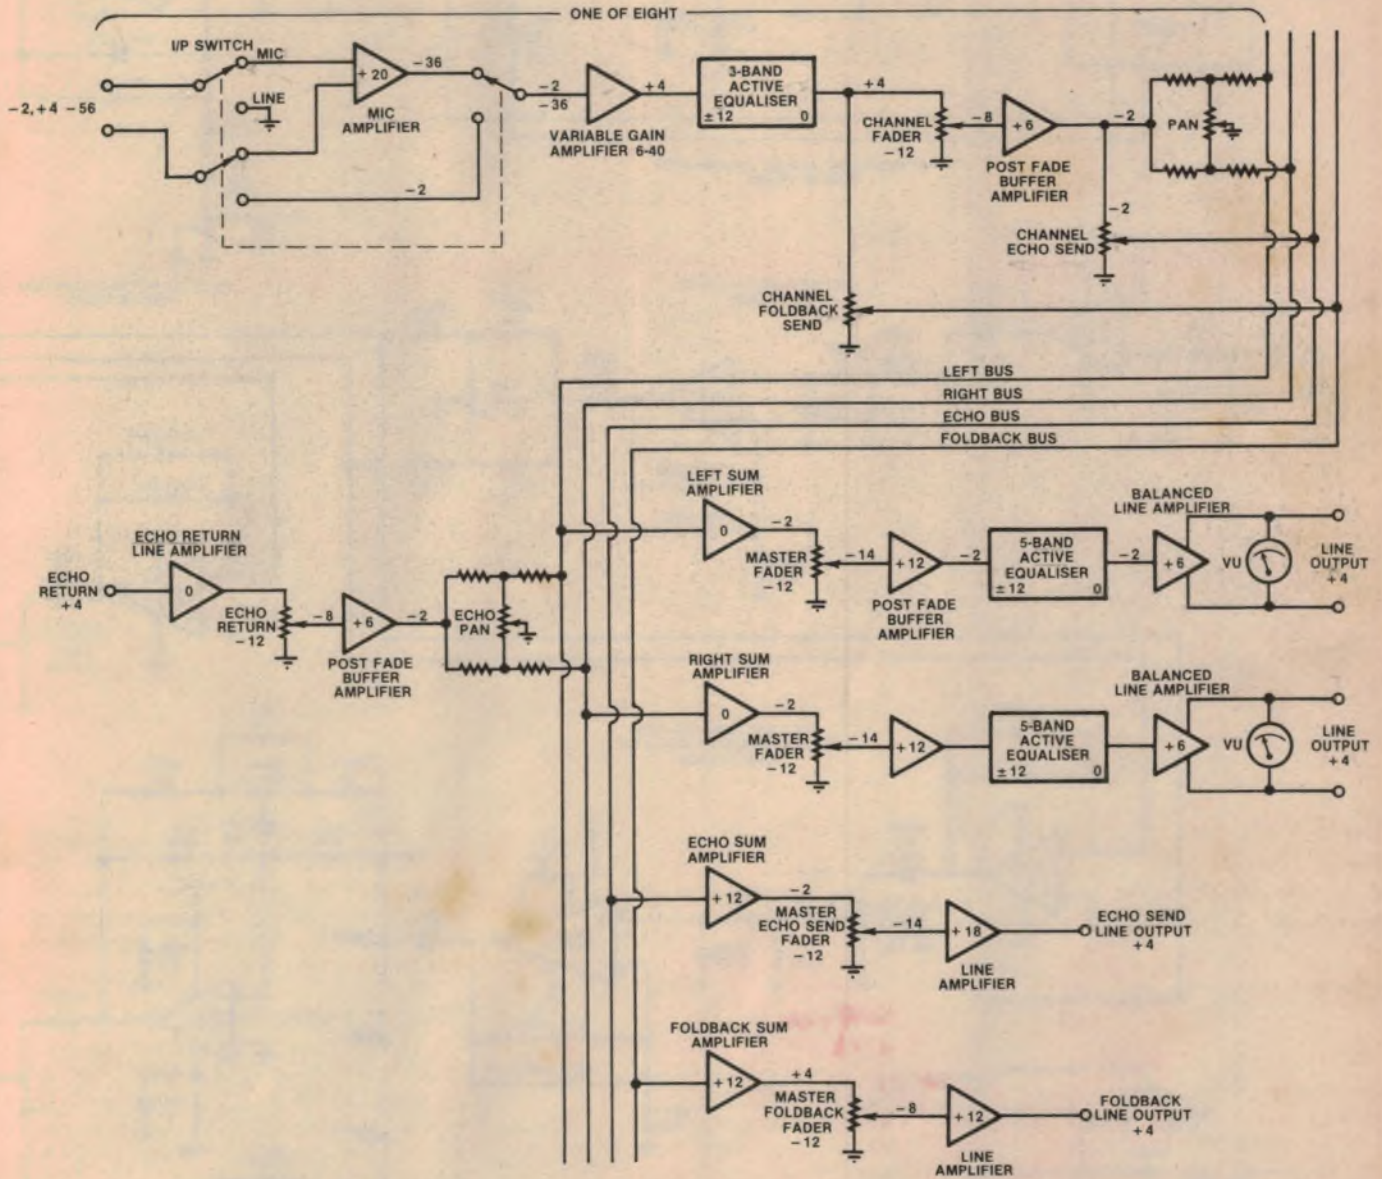 ONE OF EIGHT
I/P SWITCH
MIC
-2,+4 -56
LINE
+20
-36
MIC
AMPLIFIER
-2
-2
-36
+4
VARIABLE GAIN
AMPLIFIER 6-40
3-BAND
ACTIVE
EQUALISER
±12 0
+4
CHANNEL
FADER
-12
-8
+6
-2
POST FADE
BUFFER
AMPLIFIER
PAN
-2
CHANNEL
ECHO SEND
CHANNEL
FOLDBACK
SEND
LEFT BUS
RIGHT BUS
ECHO BUS
FOLDBACK BUS
ECHO RETURN
LINE AMPLIFIER
ECHO
RETURN
+4
0
ECHO
RETURN
-12
-8
+6
-2
POST FADE
BUFFER
AMPLIFIER
ECHO
PAN
LEFT SUM
AMPLIFIER
0
-2
MASTER
FADER
-12
-14
+12
-2
POST FADE
BUFFER
AMPLIFIER
5-BAND
ACTIVE
EQUALISER
±12 0
-2
BALANCED
LINE AMPLIFIER
+6
VU
LINE
OUTPUT
+4
RIGHT SUM
AMPLIFIER
0
-2
MASTER
FADER
-12
-14
+12
5-BAND
ACTIVE
EQUALISER
±12 0
BALANCED
LINE AMPLIFIER
+6
VU
LINE
OUTPUT
+4
ECHO SUM
AMPLIFIER
+12
-2
MASTER
ECHO SEND
FADER
-12
-14
+18
LINE
AMPLIFIER
ECHO SEND
LINE OUTPUT
+4
FOLDBACK SUM
AMPLIFIER
+12
+4
MASTER
FOLDBACK
FADER
-12
-8
+12
LINE
AMPLIFIER
FOLDBACK
LINE OUTPUT
+4